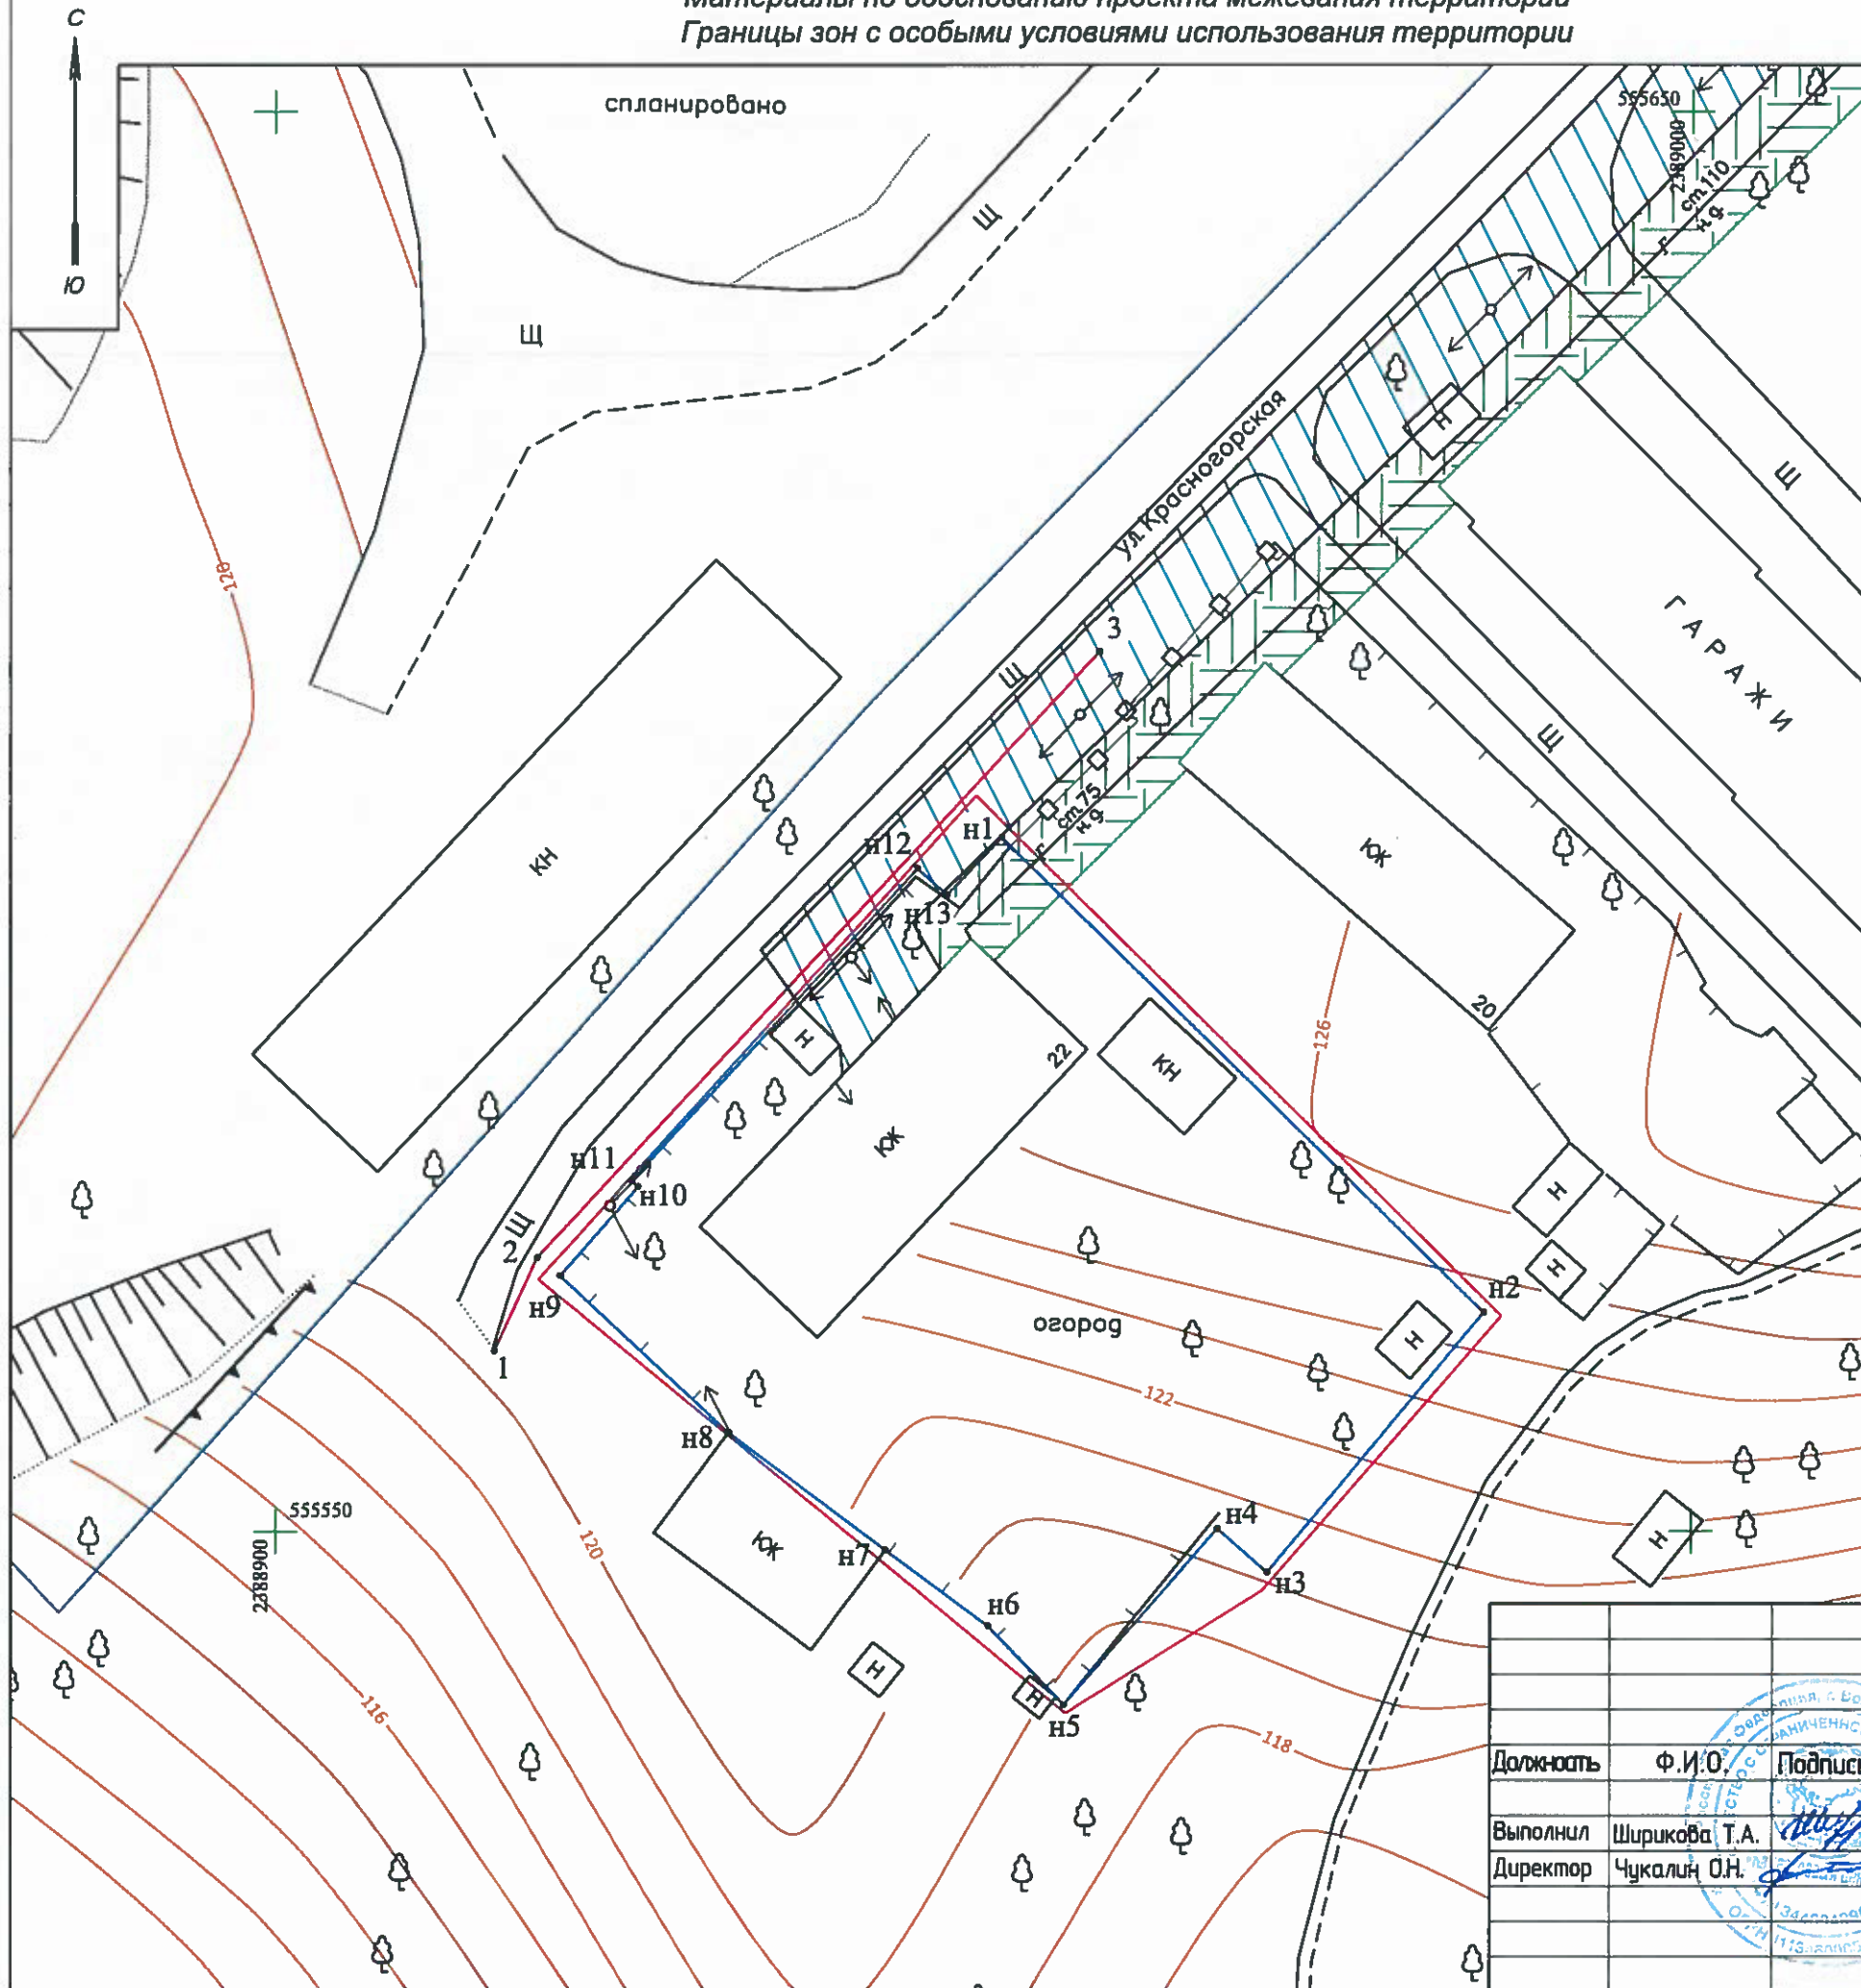 Материалы по обоснованию проекта межевания территории
Границы зон с особыми условиями использования территории
С
Ю
спланировано
Щ
Щ
555650
2389000
ст.110
н.д.
г
Н
Щ
ул Красногорская
ГАРАЖИ
120
3
Щ
Щ
КН
ст.75
н.д.
г
н1
н12
н13
КЖ
20
126
Н
22
КН
КЖ
н11
н10
Щ
2
н9
1
Н
Н
н2
Н
огород
122
н8
555550
2388900
120
КЖ
н7
н4
н3
н6
Н
Н
Н
н5
116
118
Должность Ф.И.О. Подпись
Выполнил Ширикова Т.А.
Директор Чукалин О.Н.